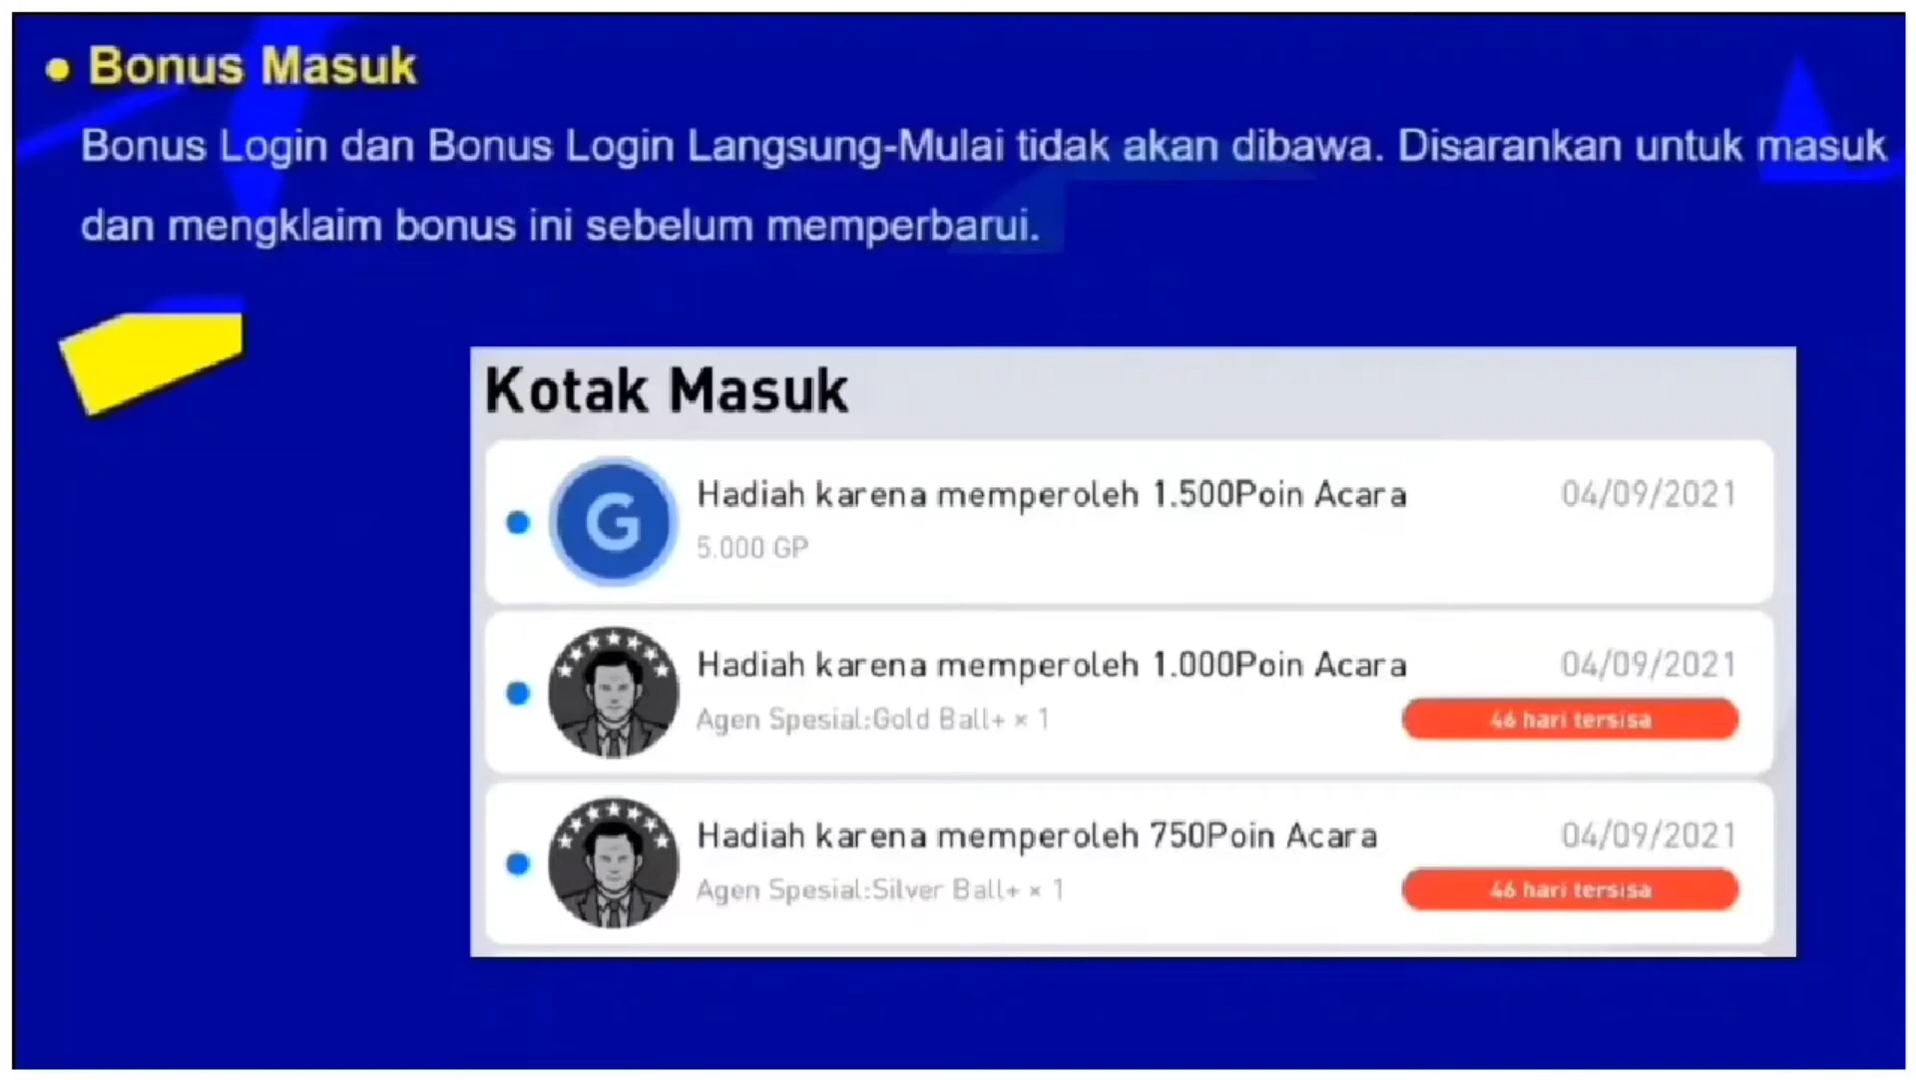 • Bonus Masuk
Bonus Login dan Bonus Login Langsung-Mulai tidak akan dibawa. Disarankan untuk masuk
dan mengklaim bonus ini sebelum memperbarui.
Kotak Masuk
G
Hadiah karena memperoleh 1.500Poin Acara
04/09/2021
5.000 GP
Hadiah karena memperoleh 1.000Poin Acara
04/09/2021
Agen Spesial:Gold Ball+ × 1
46 hari tersisa
Hadiah karena memperoleh 750Poin Acara
04/09/2021
Agen Spesial:Silver Ball+ × 1
46 hari tersisa